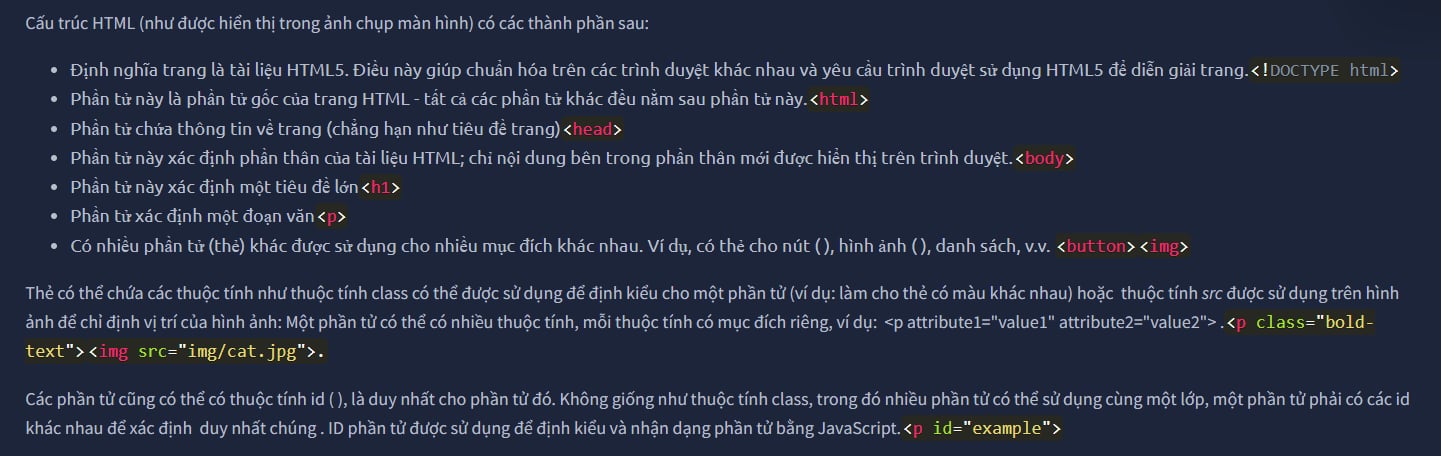 Cấu trúc HTML (như được hiển thị trong ảnh chụp màn hình) có các thành phần sau:
• Định nghĩa trang là tài liệu HTML5. Điều này giúp chuẩn hóa trên các trình duyệt khác nhau và yêu cầu trình duyệt sử dụng HTML5 để diễn giải trang.<!DOCTYPE html>
• Phần tử này là phần tử gốc của trang HTML - tất cả các phần tử khác đều nằm sau phần tử này.<html>
• Phần tử chứa thông tin về trang (chẳng hạn như tiêu đề trang)<head>
• Phần tử này xác định phần thân của tài liệu HTML; chỉ nội dung bên trong phần thân mới được hiển thị trên trình duyệt.<body>
• Phần tử này xác định một tiêu đề lớn<h1>
• Phần tử xác định một đoạn văn<p>
• Có nhiều phần tử (thẻ) khác được sử dụng cho nhiều mục đích khác nhau. Ví dụ, có thẻ cho nút ( ), hình ảnh ( ), danh sách, v.v. <button><img>
Thẻ có thể chứa các thuộc tính như thuộc tính class có thể được sử dụng để định kiểu cho một phần tử (ví dụ: làm cho thẻ có màu khác nhau) hoặc thuộc tính src được sử dụng trên hình
ảnh để chỉ định vị trí của hình ảnh: Một phần tử có thể có nhiều thuộc tính, mỗi thuộc tính có mục đích riêng, ví dụ: <p attribute1="value1" attribute2="value2"> .<p class="bold-
text"><img src="img/cat.jpg">.
Các phần tử cũng có thể có thuộc tính id ( ), là duy nhất cho phần tử đó. Không giống như thuộc tính class, trong đó nhiều phần tử có thể sử dụng cùng một lớp, một phần tử phải có các id
khác nhau để xác định duy nhất chúng . ID phần tử được sử dụng để định kiểu và nhận dạng phần tử bằng JavaScript.<p id="example">